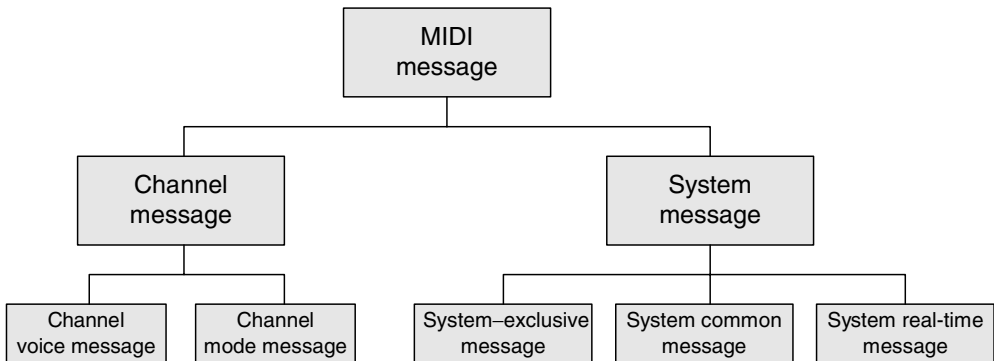 MIDI
message
Channel
message
System
message
Channel
voice message
Channel
mode message
System–exclusive
message
System common
message
System real-time
message